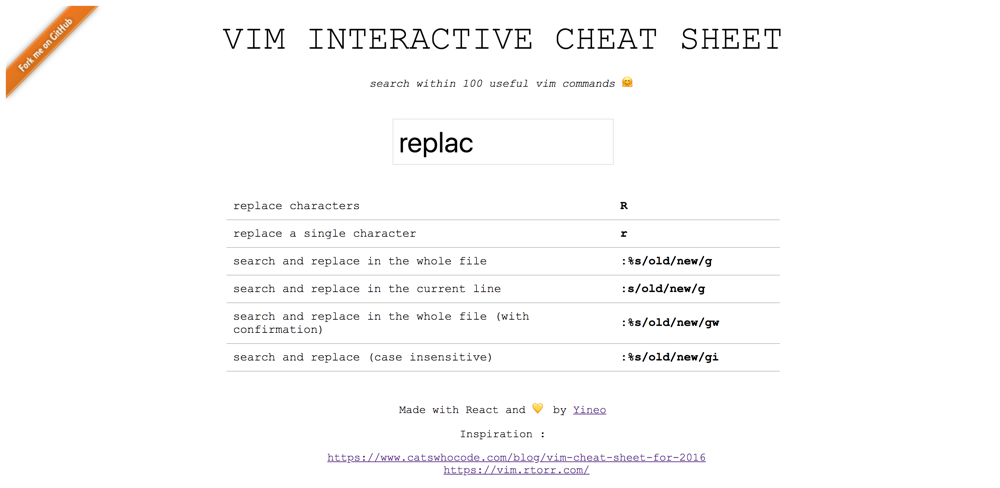 Fork me on GitHub
VIM INTERACTIVE CHEAT SHEET
search within 100 useful vim commands 🤗
replac
replace characters R
replace a single character r
search and replace in the whole file :%s/old/new/g
search and replace in the current line :s/old/new/g
search and replace in the whole file (with
confirmation) :%s/old/new/gw
search and replace (case insensitive) :%s/old/new/gi
Made with React and 💛 by Yineo
Inspiration :
https://www.catswhocode.com/blog/vim-cheat-sheet-for-2016
https://vim.rtorr.com/